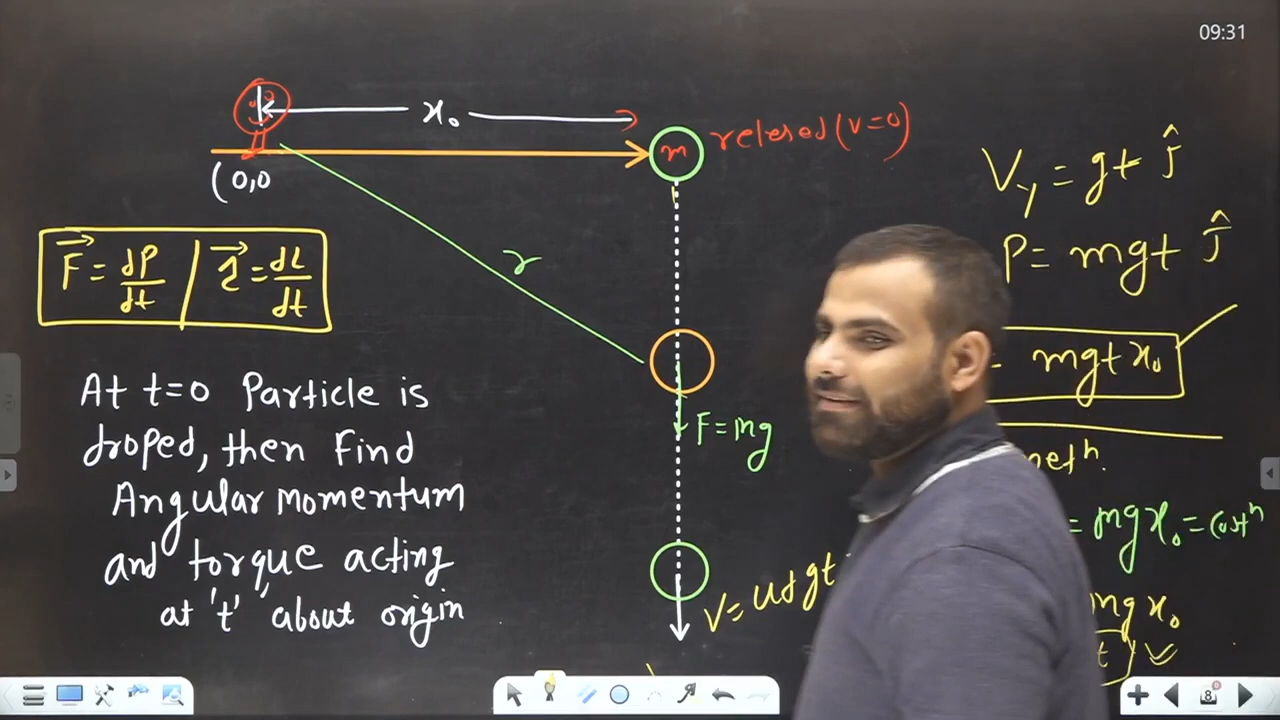 09:31
x₀
m
relesed (v=0)
(0,0
r
F⃗ = dP/dt / τ⃗ = dL/dt
At t=0 Particle is
droped, then Find
Angular momentum
and torque acting
at 't' about origin
F=mg
V= u+gt
V_y = gt ĵ
P= mgt ĵ
= mgt x₀
meth.
= mg x₀ = const
mg x₀
t
8